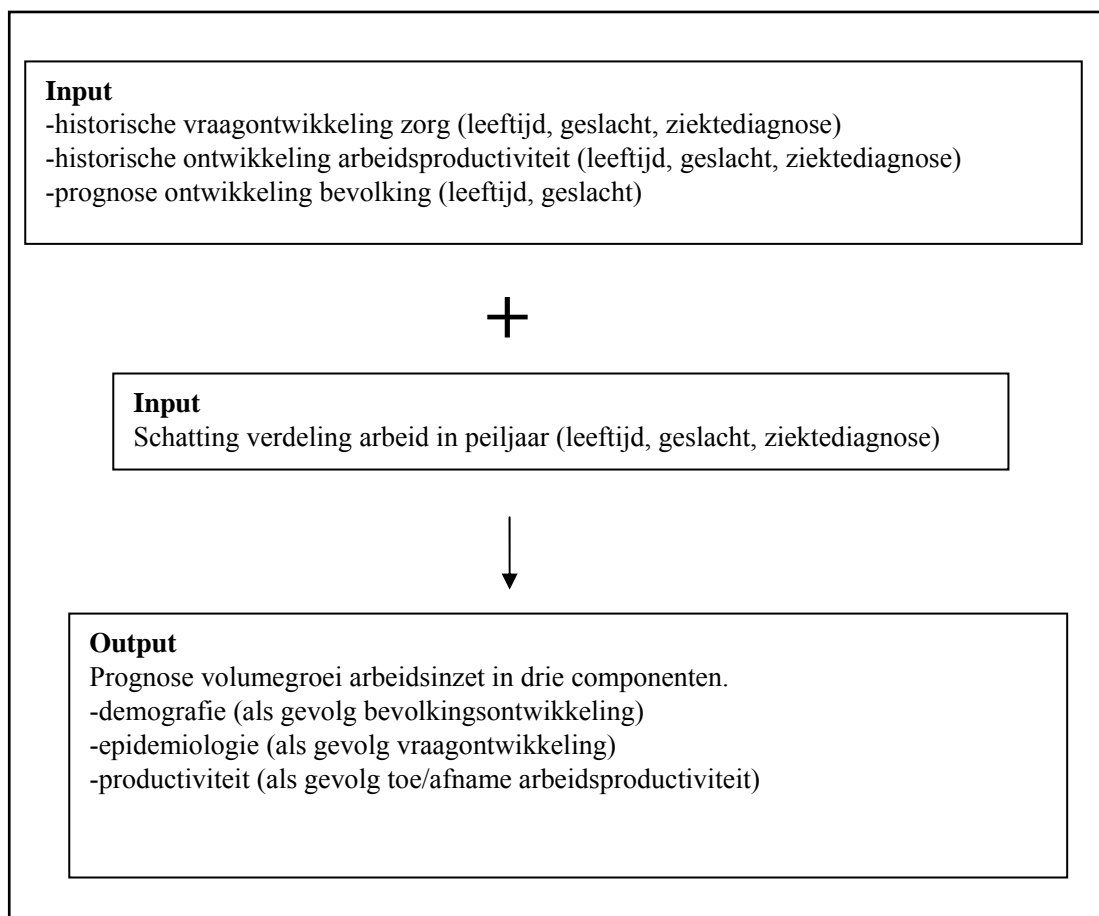 Input
-historische vraagontwikkeling zorg (leeftijd, geslacht, ziektediagnose)
-historische ontwikkeling arbeidsproductiviteit (leeftijd, geslacht, ziektediagnose)
-prognose ontwikkeling bevolking (leeftijd, geslacht)
+
Input
Schatting verdeling arbeid in peiljaar (leeftijd, geslacht, ziektediagnose)
Output
Prognose volumegroei arbeidsinzet in drie componenten.
-demografie (als gevolg bevolkingsontwikkeling)
-epidemiologie (als gevolg vraagontwikkeling)
-productiviteit (als gevolg toe/afname arbeidsproductiviteit)